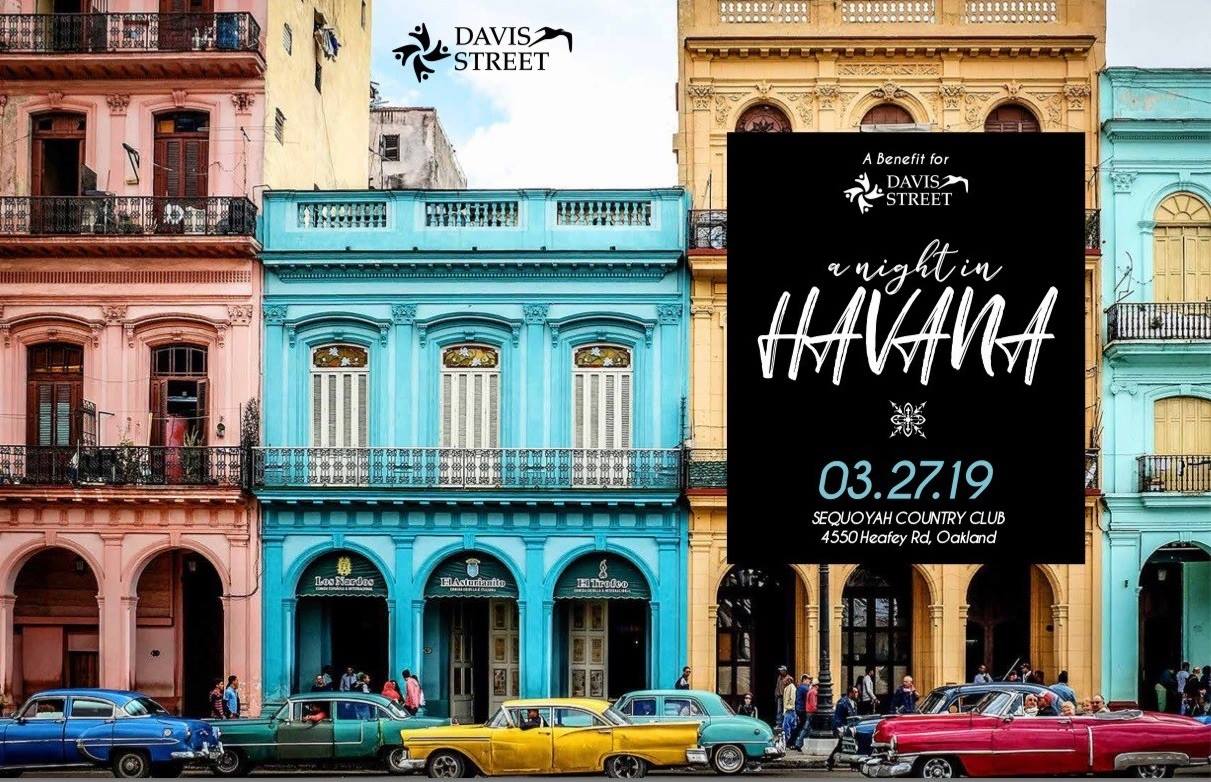 DAVIS
STREET
A Benefit for
DAVIS
STREET
a night in
HAVANA
03.27.19
SEQUOYAH COUNTRY CLUB
4550 Heafey Rd, Oakland
Los Nardos
El Asturianito
El Trofeo